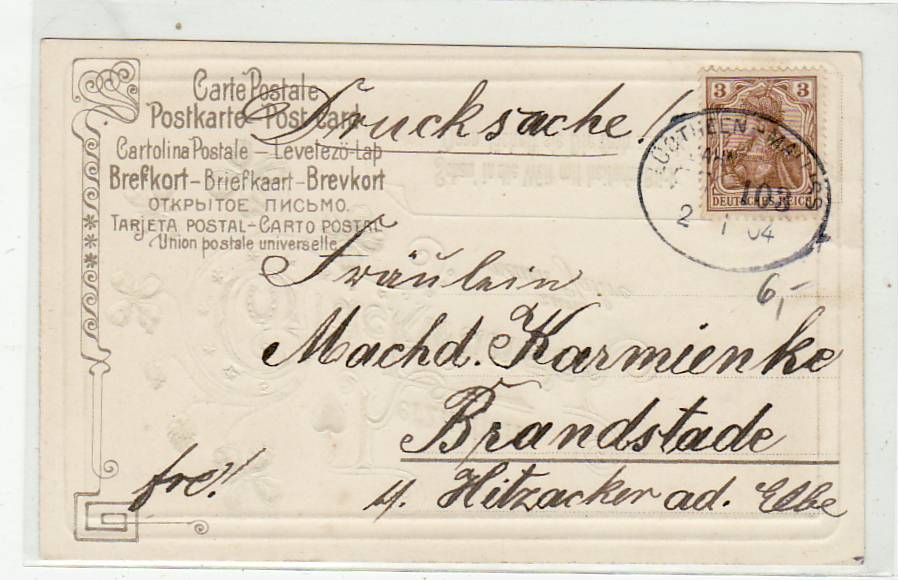 Carte Postale
Postkarte - Post card
Cartolina Postale - Levelező-Lap
Brefkort - Briefkaart - Brevkort
ОТКРЫТОЕ ПИСЬМО.
TARJETA POSTAL - CARTO POSTAL
Union postale universelle.
Drucksache!
3 3
DEUTSCHES REICH
103
2 1 04
6,-
Fräulein
Machd. Karmienke
Brandstade
frei!
b/. Hitzacker ad. Elbe